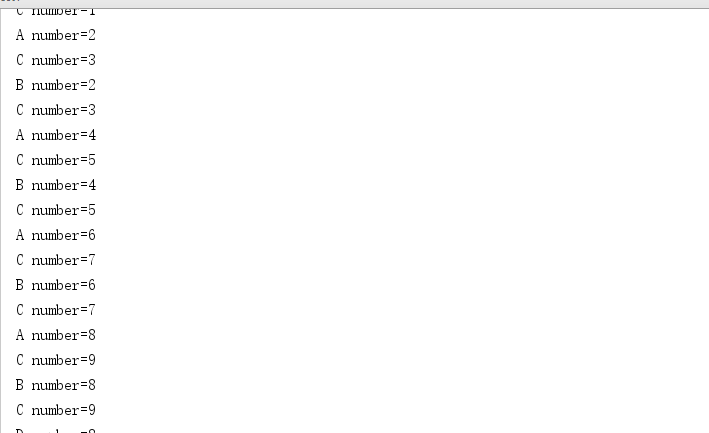 C number=1
A number=2
C number=3
B number=2
C number=3
A number=4
C number=5
B number=4
C number=5
A number=6
C number=7
B number=6
C number=7
A number=8
C number=9
B number=8
C number=9